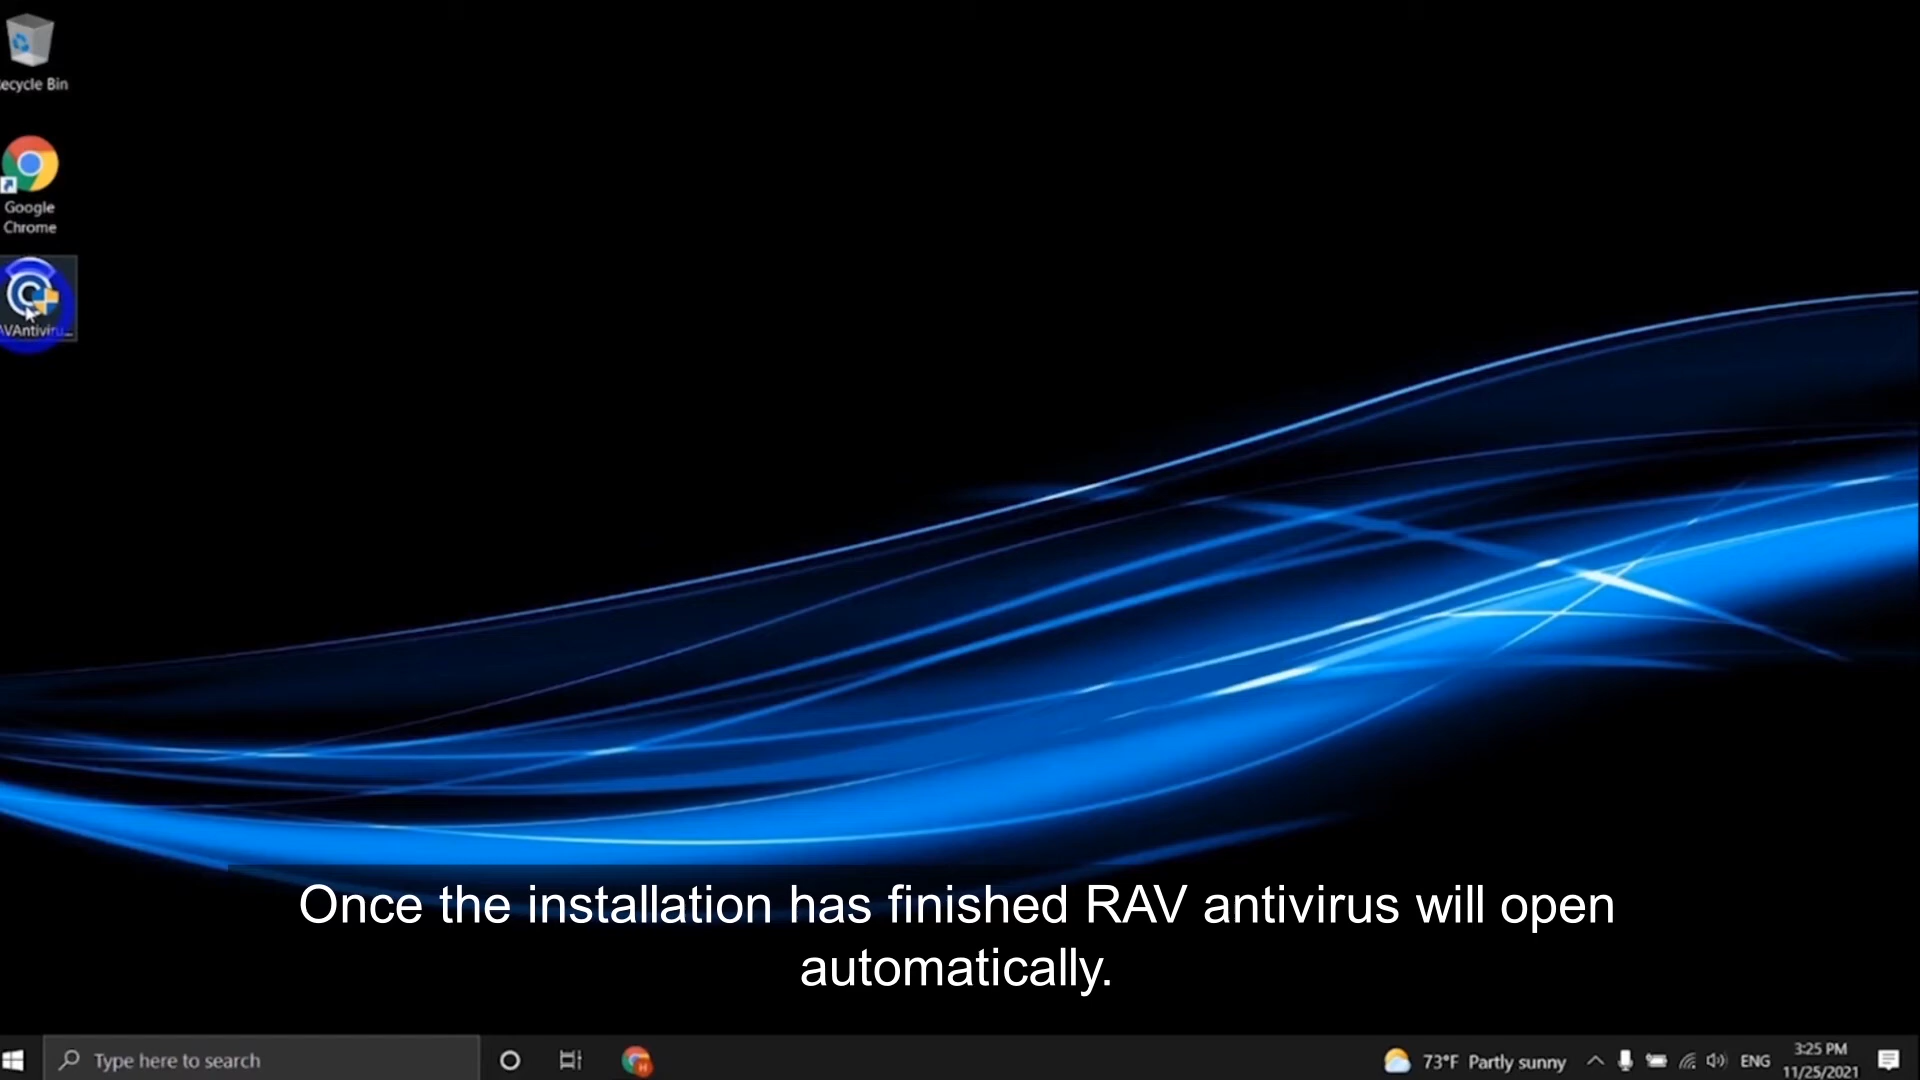 ecycle Bin
Google
Chrome
AVAntiviru...
Once the installation has finished RAV antivirus will open
automatically.
Type here to search
73°F Partly sunny
ENG
3:25 PM
11/25/2021